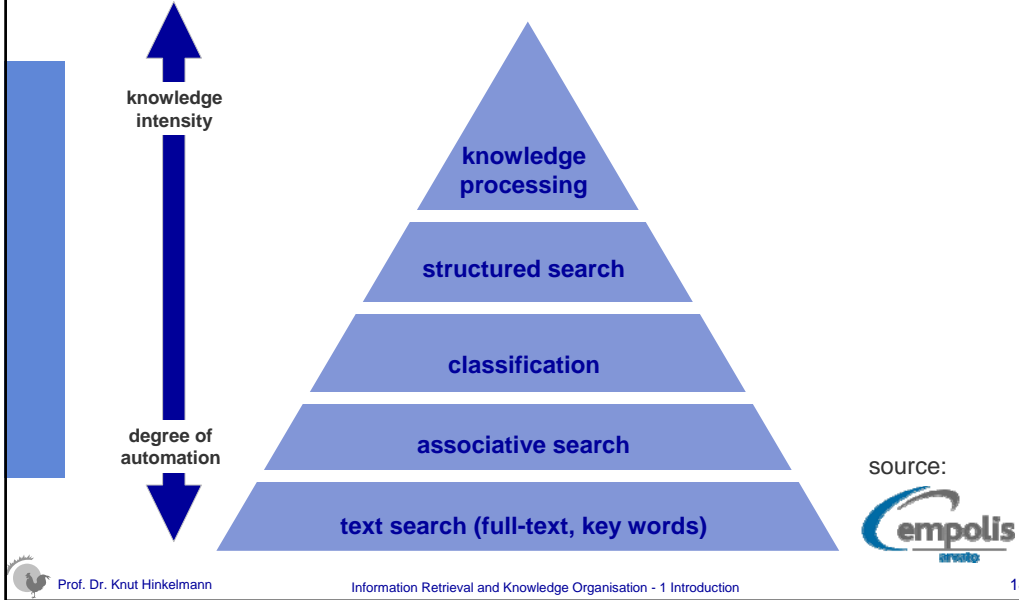 knowledge
intensity
knowledge
processing
structured search
classification
associative search
degree of
automation
text search (full-text, key words)
source:
empolis
arvato
Prof. Dr. Knut Hinkelmann
Information Retrieval and Knowledge Organisation - 1 Introduction
1